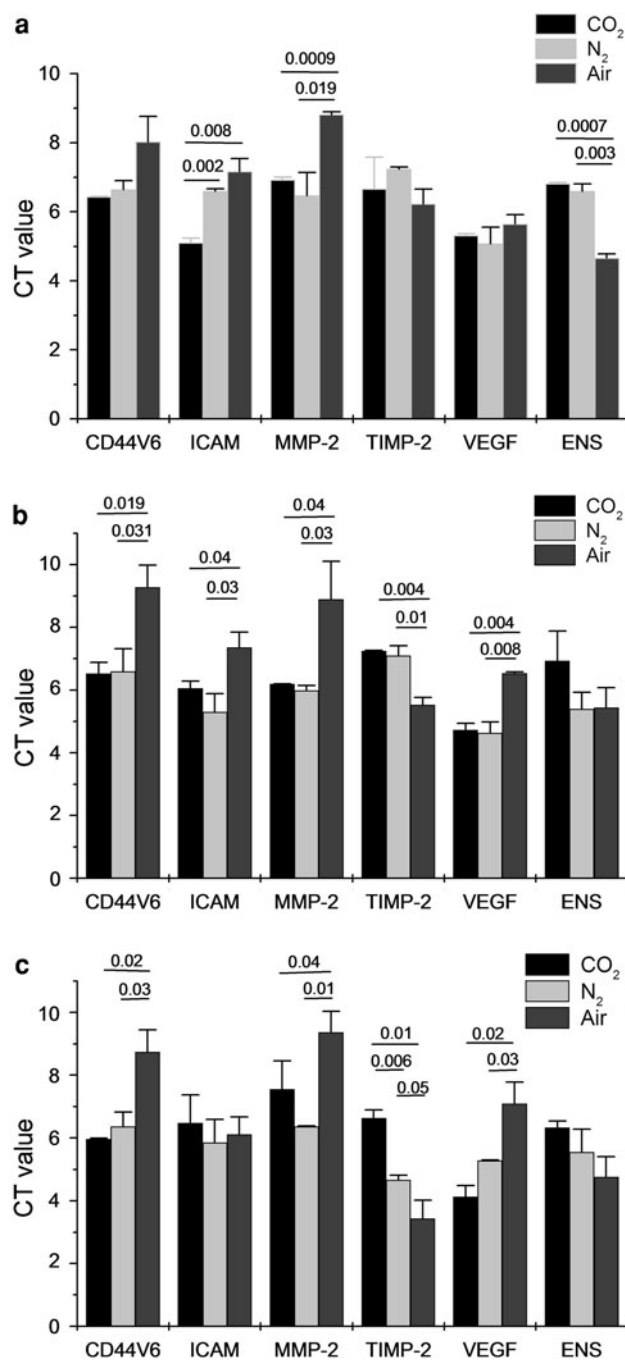 a
CO₂
N₂
Air
10
8
6
4
2
0
CT value
0.008
0.002
0.0009
0.019
0.0007
0.003
CD44V6 ICAM MMP-2 TIMP-2 VEGF ENS
b
CO₂
N₂
Air
10
8
6
4
2
0
CT value
0.019
0.031
0.04
0.03
0.04
0.03
0.004
0.01
0.004
0.008
CD44V6 ICAM MMP-2 TIMP-2 VEGF ENS
c
CO₂
N₂
Air
10
8
6
4
2
0
CT value
0.02
0.03
0.04
0.01
0.01
0.006
0.05
0.02
0.03
CD44V6 ICAM MMP-2 TIMP-2 VEGF ENS